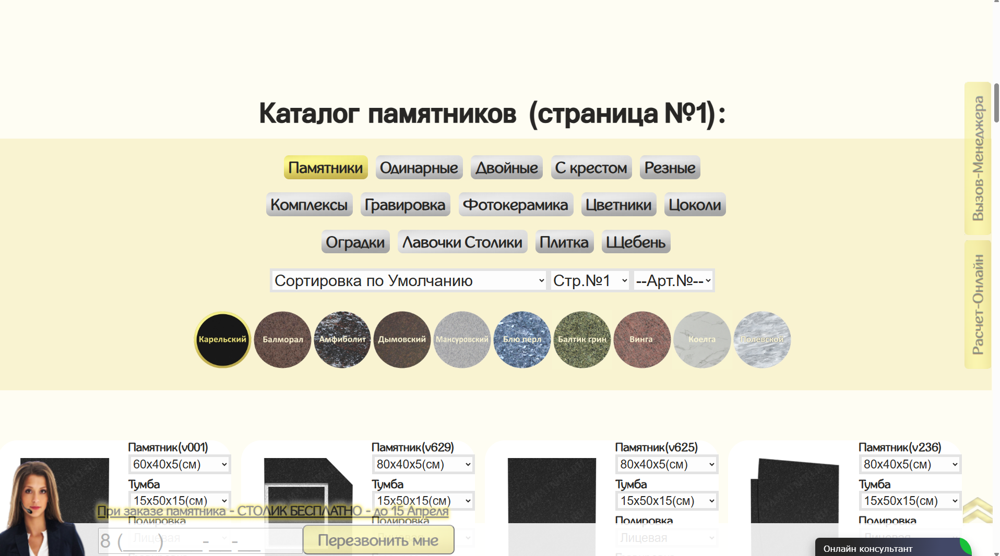 Каталог памятников (страница №1):
Памятники Одинарные Двойные С крестом Резные
Комплексы Гравировка Фотокерамика Цветники Цоколи
Оградки Лавочки Столики Плитка Щебень
Сортировка по Умолчанию Стр.№1 --Арт.№--
Карельский Балморал Амфиболит Дымовский Мансуровский Блю перл Балтик грин Винга Коелга Полевской
Вызов-Менеджера
Расчет-Онлайн
Памятник(v001) Памятник(v629) Памятник(v625) Памятник(v236)
60x40x5(см) 80x40x5(см) 80x40x5(см) 80x40x5(см)
Тумба Тумба Тумба Тумба
15x50x15(см) 15x50x15(см) 15x50x15(см) 15x50x15(см)
При заказе памятника - СТОЛИК БЕСПЛАТНО - до 15 Апреля
Полировка Полировка Полировка Полировка
Лицевая Лицевая Лицевая Лицевая
8 (___) ___-__-__
Перезвонить мне
Онлайн консультант